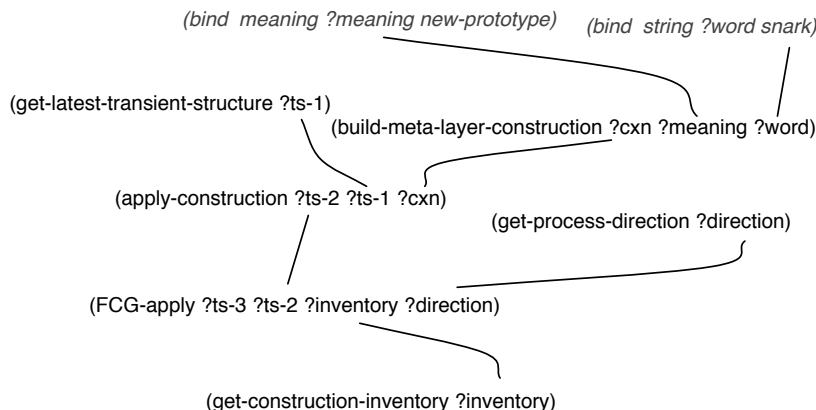 (bind meaning ?meaning new-prototype)
(bind string ?word snark)
(get-latest-transient-structure ?ts-1)
(build-meta-layer-construction ?cxn ?meaning ?word)
(apply-construction ?ts-2 ?ts-1 ?cxn)
(get-process-direction ?direction)
(FCG-apply ?ts-3 ?ts-2 ?inventory ?direction)
(get-construction-inventory ?inventory)